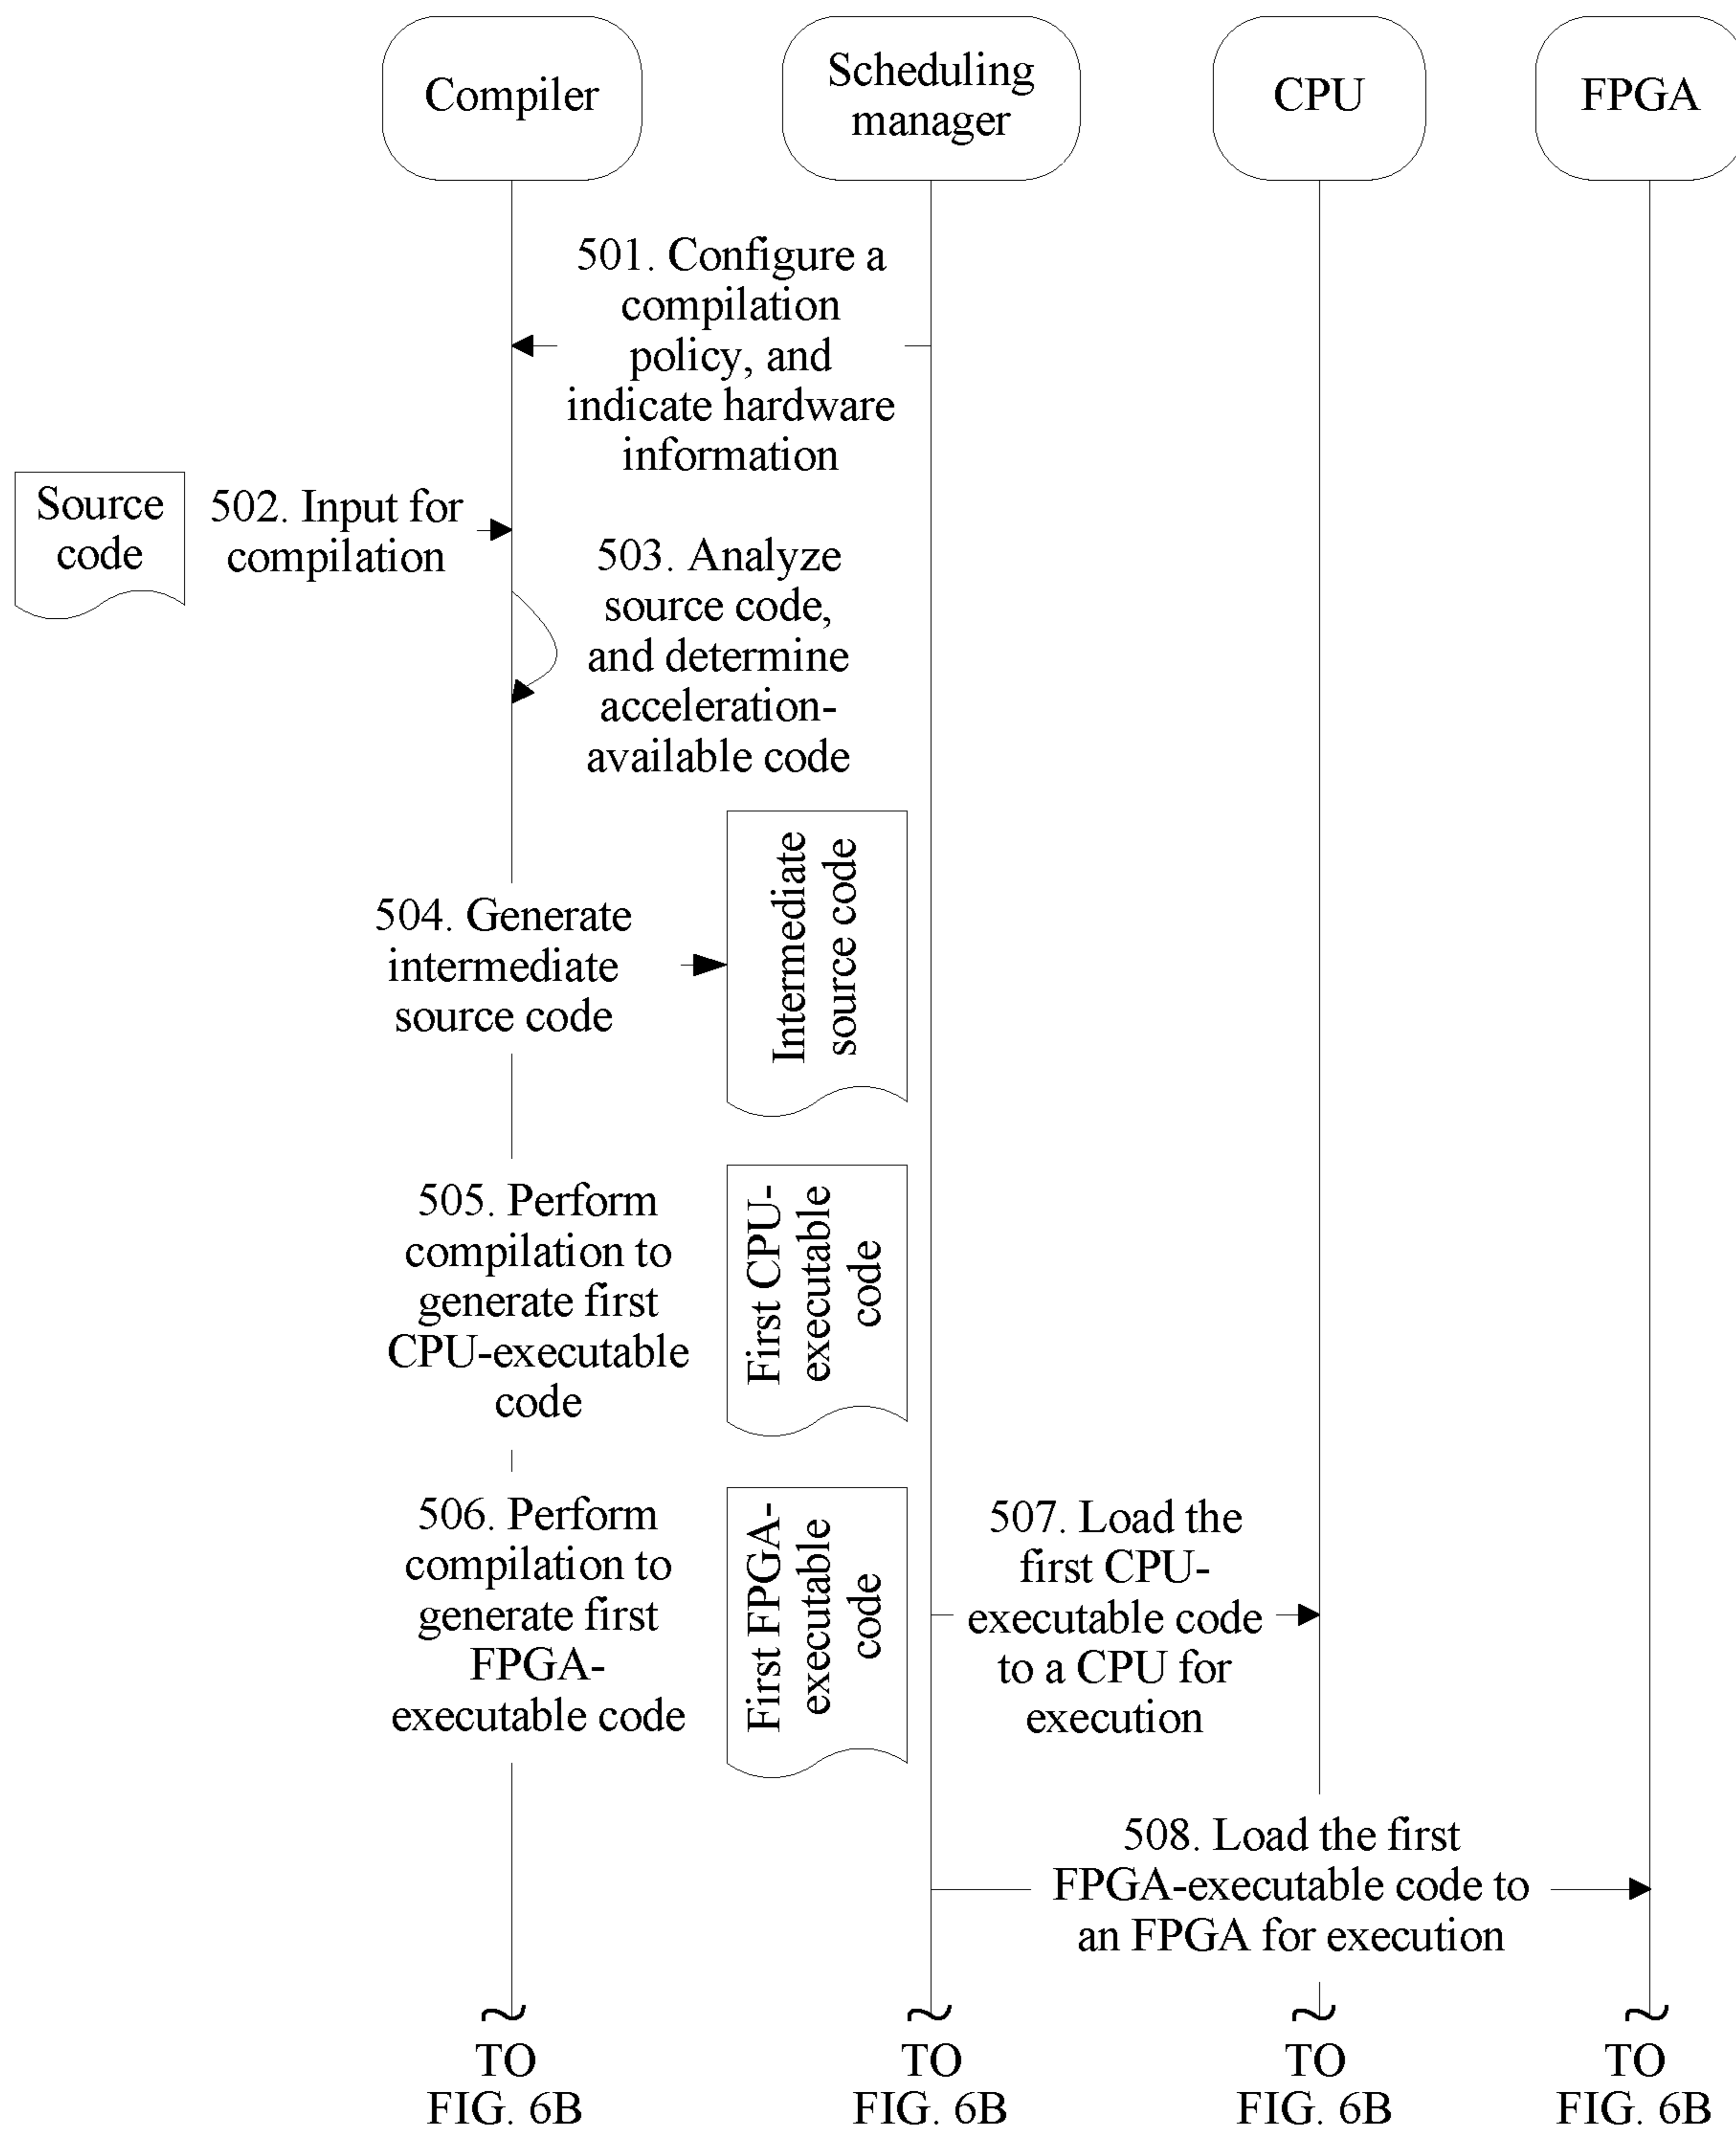 Compiler
Scheduling
manager
CPU
FPGA
501. Configure a
compilation
policy, and
indicate hardware
information
Source
code
502. Input for
compilation
503. Analyze
source code,
and determine
acceleration-
available code
504. Generate
intermediate
source code
Intermediate
source code
505. Perform
compilation to
generate first
CPU-executable
code
First CPU-
executable
code
506. Perform
compilation to
generate first
FPGA-
executable code
First FPGA-
executable
code
507. Load the
first CPU-
executable code
to a CPU for
execution
508. Load the first
FPGA-executable code to
an FPGA for execution
TO
FIG. 6B
TO
FIG. 6B
TO
FIG. 6B
TO
FIG. 6B